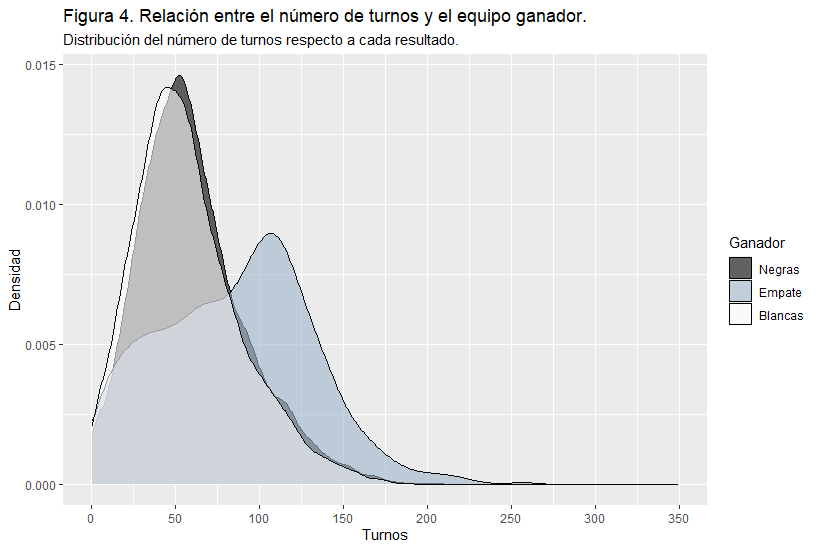 Figura 4. Relación entre el número de turnos y el equipo ganador.
Distribución del número de turnos respecto a cada resultado.
0.015
0.010
0.005
0.000
Densidad
0 50 100 150 200 250 300 350
Turnos
Ganador
Negras
Empate
Blancas